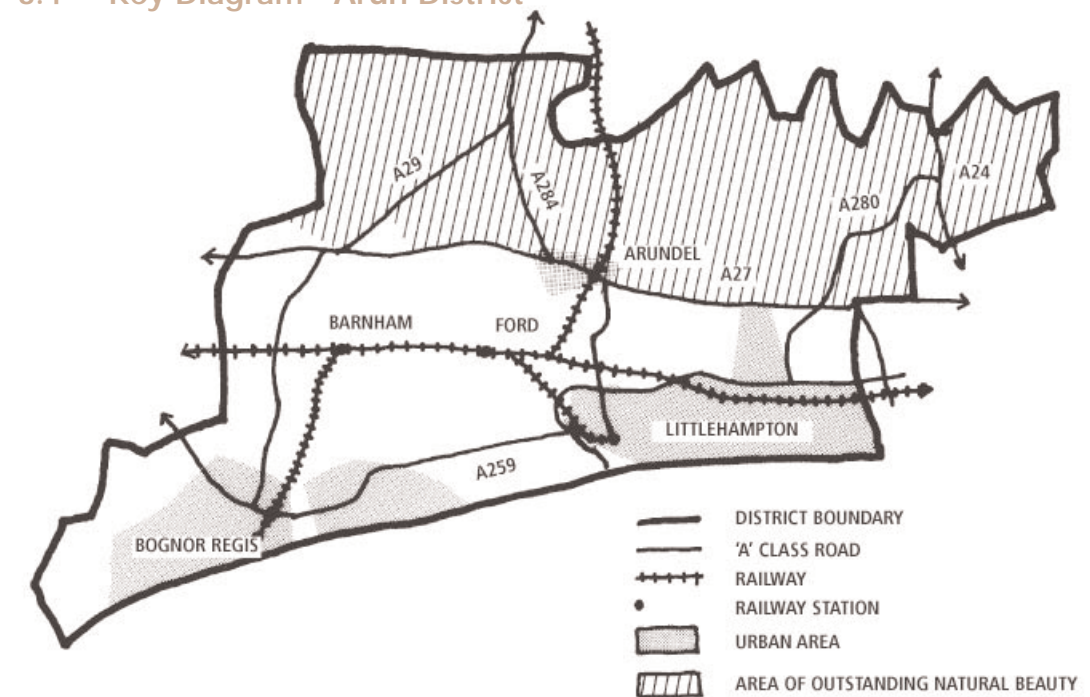 Key Diagram - Arun District
A29
A284
A24
A280
ARUNDEL
A27
BARNHAM
FORD
LITTLEHAMPTON
A259
BOGNOR REGIS
DISTRICT BOUNDARY
'A' CLASS ROAD
RAILWAY
RAILWAY STATION
URBAN AREA
AREA OF OUTSTANDING NATURAL BEAUTY